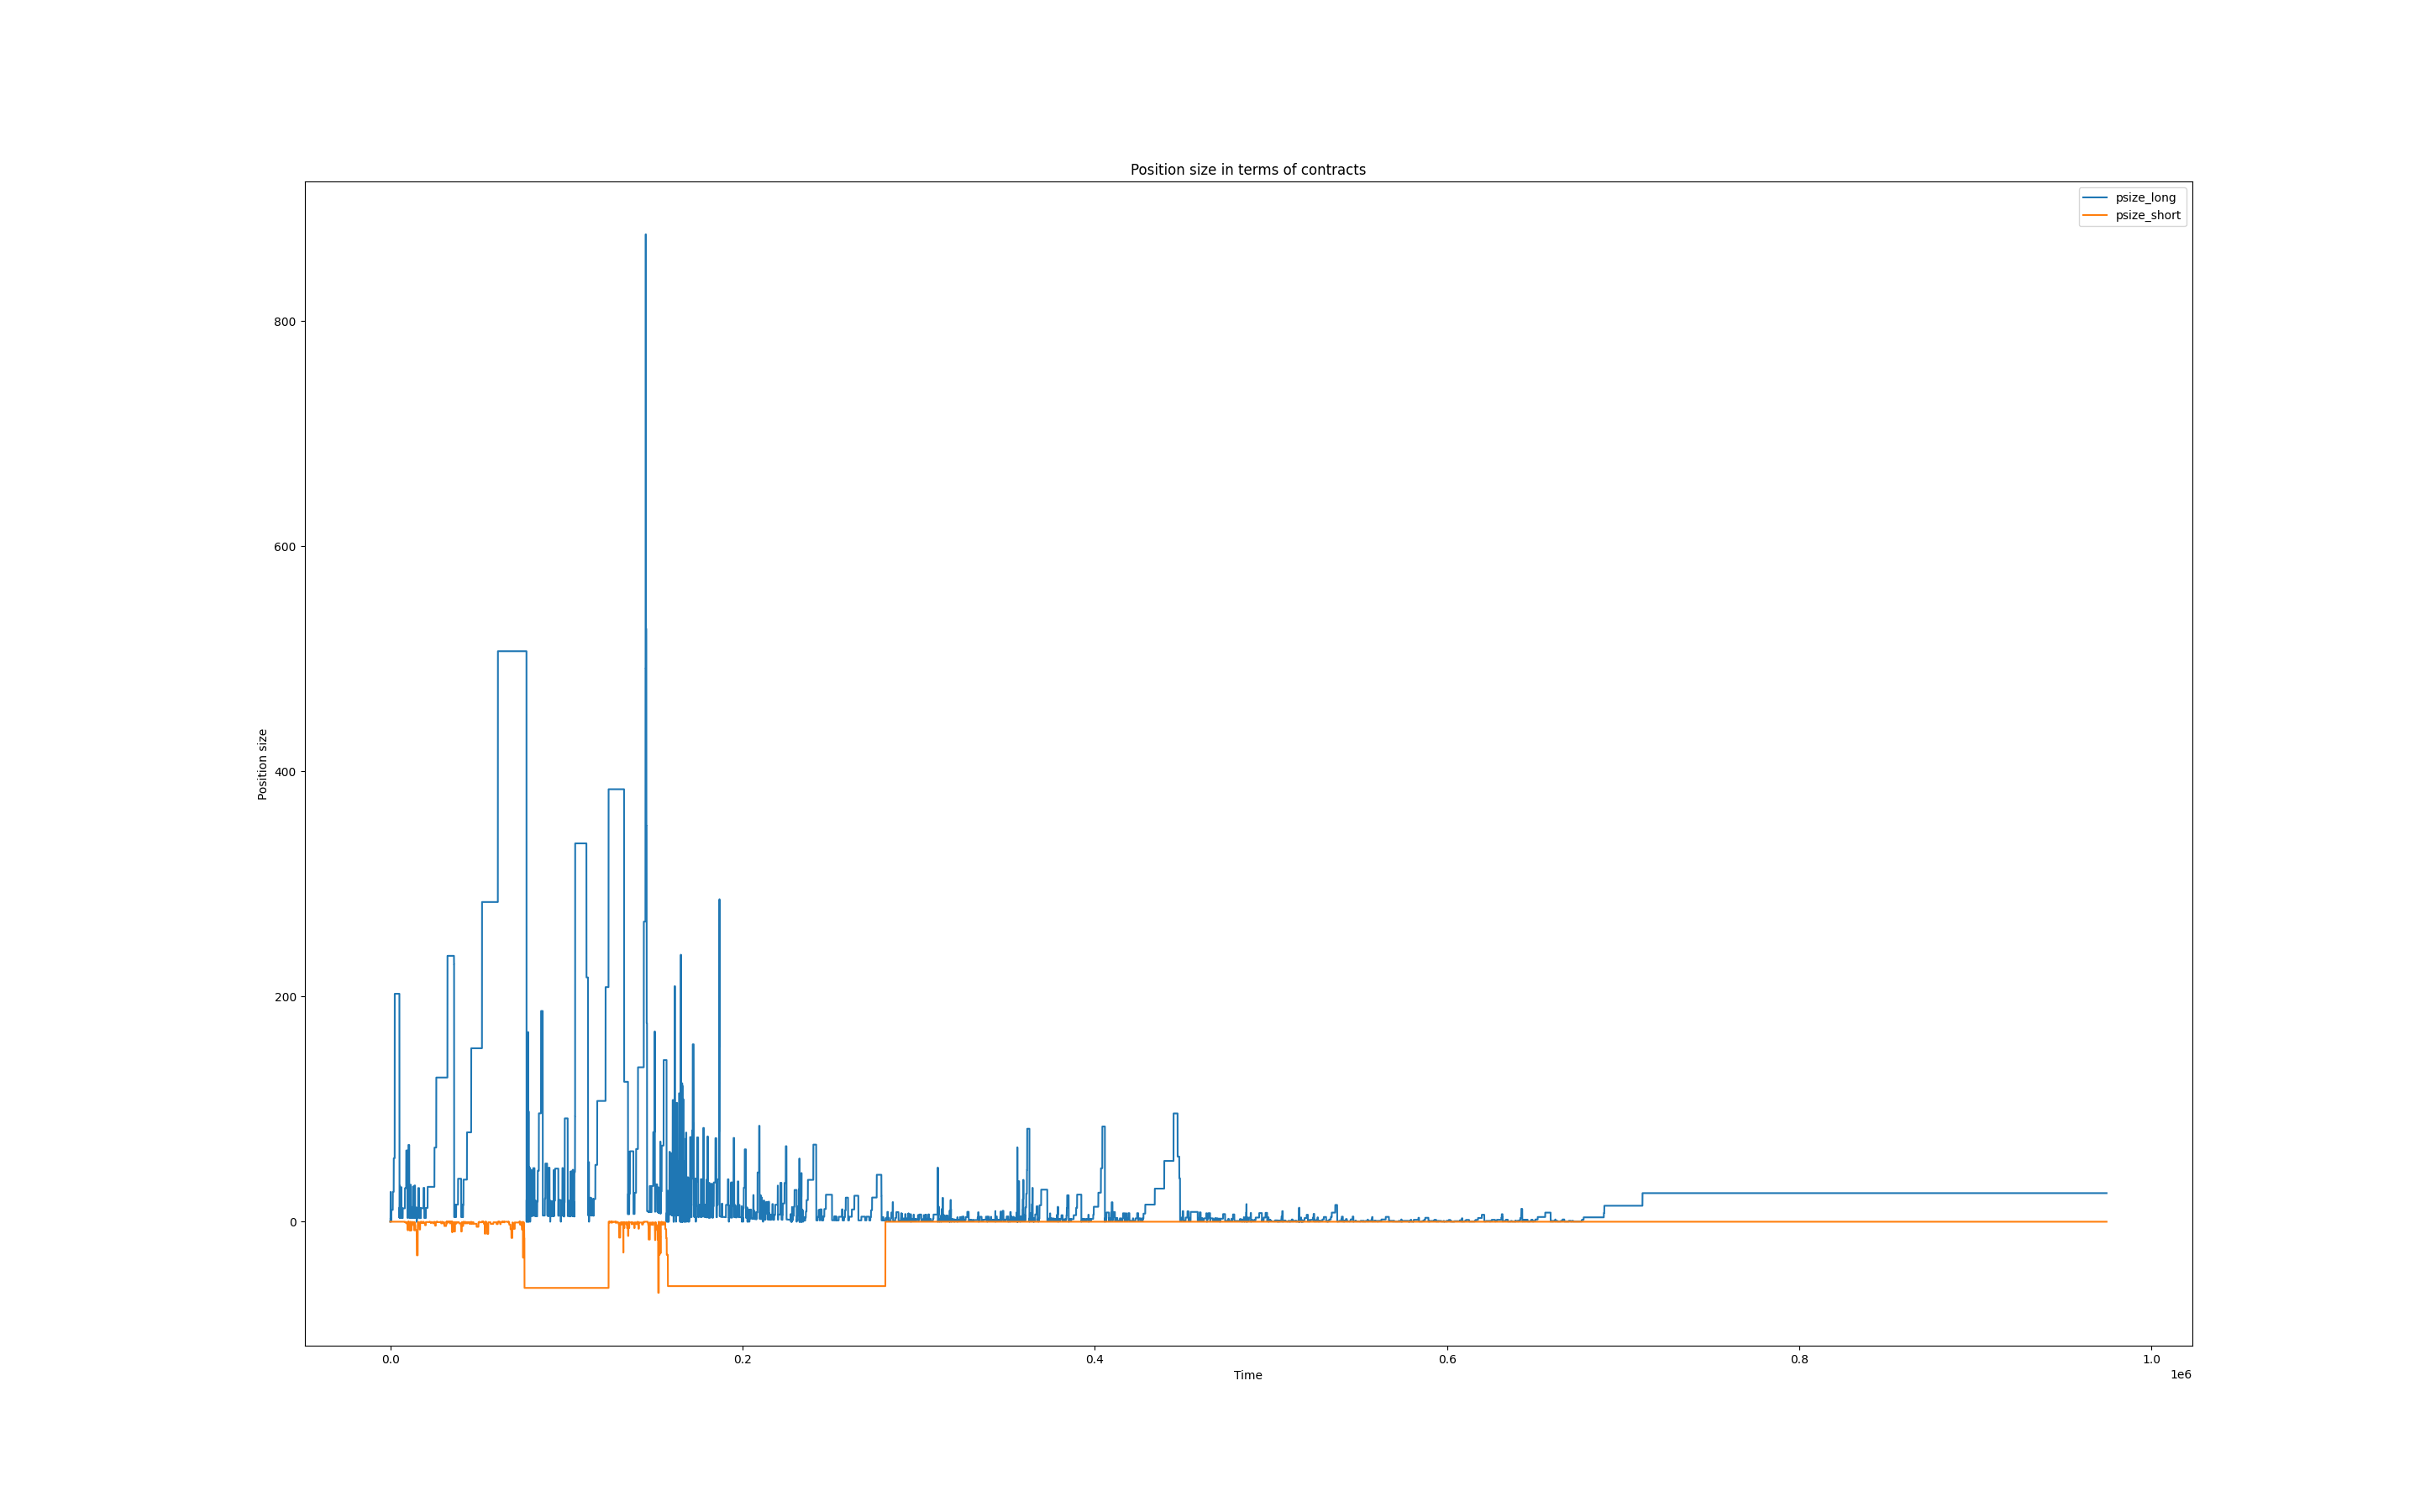 Position size in terms of contracts
psize_long
psize_short
Position size
800
600
400
200
0
0.0
0.2
0.4
0.6
0.8
1.0
1e6
Time